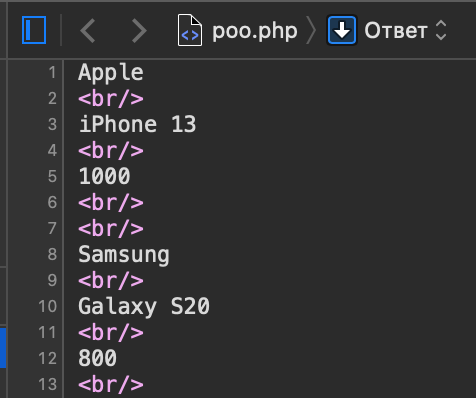 poo.php 〉 Ответ
1 Apple
2 <br/>
3 iPhone 13
4 <br/>
5 1000
6 <br/>
7 <br/>
8 Samsung
9 <br/>
10 Galaxy S20
11 <br/>
12 800
13 <br/>